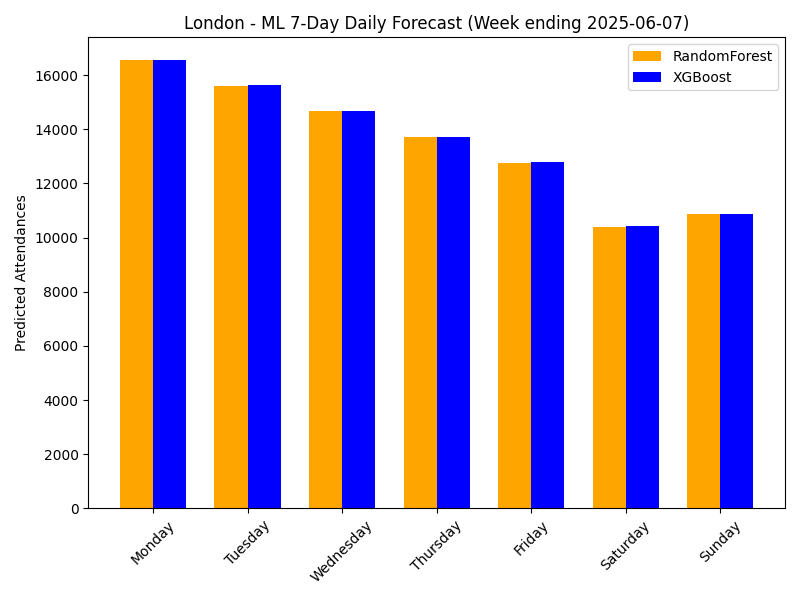 London - ML 7-Day Daily Forecast (Week ending 2025-06-07)
RandomForest
XGBoost
Predicted Attendances
16000
14000
12000
10000
8000
6000
4000
2000
0
Monday
Tuesday
Wednesday
Thursday
Friday
Saturday
Sunday